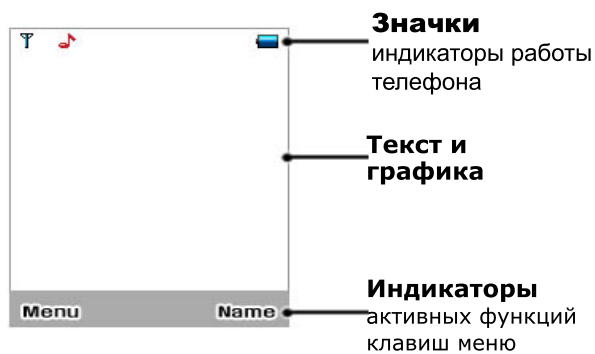 Значки
индикаторы работы
телефона
Текст и
графика
Menu
Name
Индикаторы
активных функций
клавиш меню